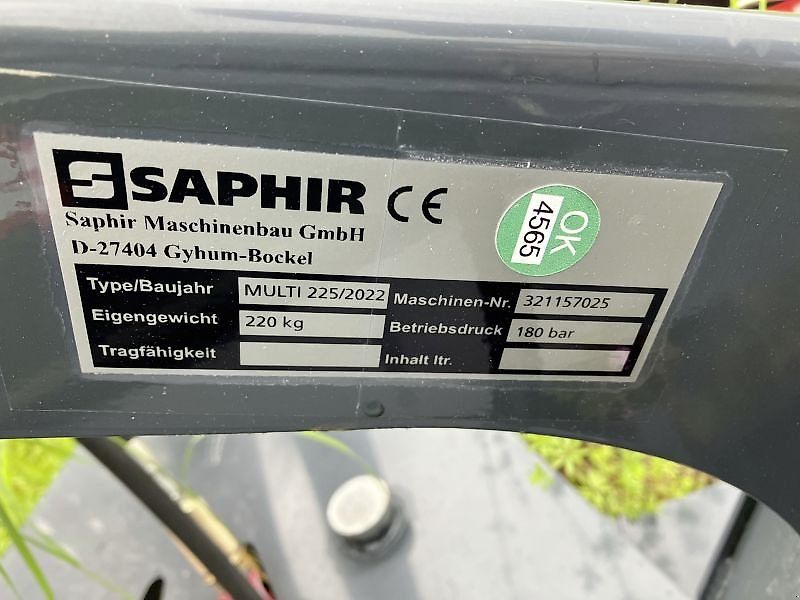 SAPHIR CE
Saphir Maschinenbau GmbH
D-27404 Gyhum-Bockel
OK
4565
Type/Baujahr MULTI 225/2022 Maschinen-Nr. 321157025
Eigengewicht 220 kg Betriebsdruck 180 bar
Tragfähigkeit Inhalt ltr.